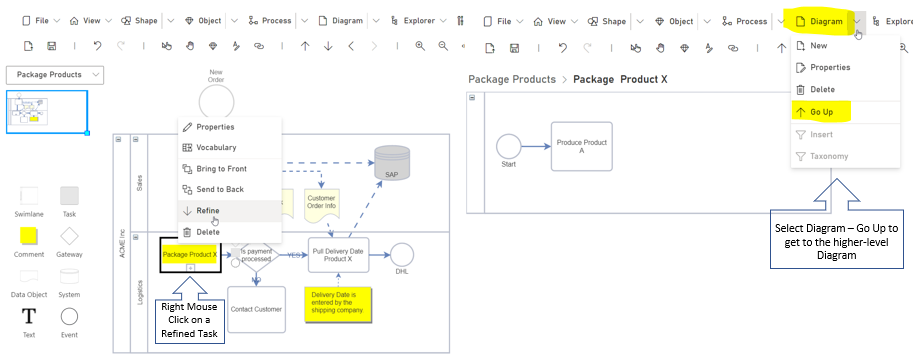 File
View
Shape
Object
Process
Diagram
Explorer
Package Products
Swimlane
Task
Comment
Gateway
Data Object
System
Text
Event
New
Order
Properties
Vocabulary
Bring to Front
Send to Back
Refine
Delete
ACME Inc
Sales
Logistics
SAP
Customer
Order Info
Package Product X
Is payment
processed
YES
NO
Pull Delivery Date
Product X
DHL
Contact Customer
Delivery Date is
entered by the
shipping company
Right Mouse
Click on a
Refined Task
File
View
Shape
Object
Process
Diagram
Explore
New
Properties
Delete
Go Up
Insert
Taxonomy
Package Products > Package Product X
Start
Produce Product
A
Select Diagram – Go Up to
get to the higher-level
Diagram